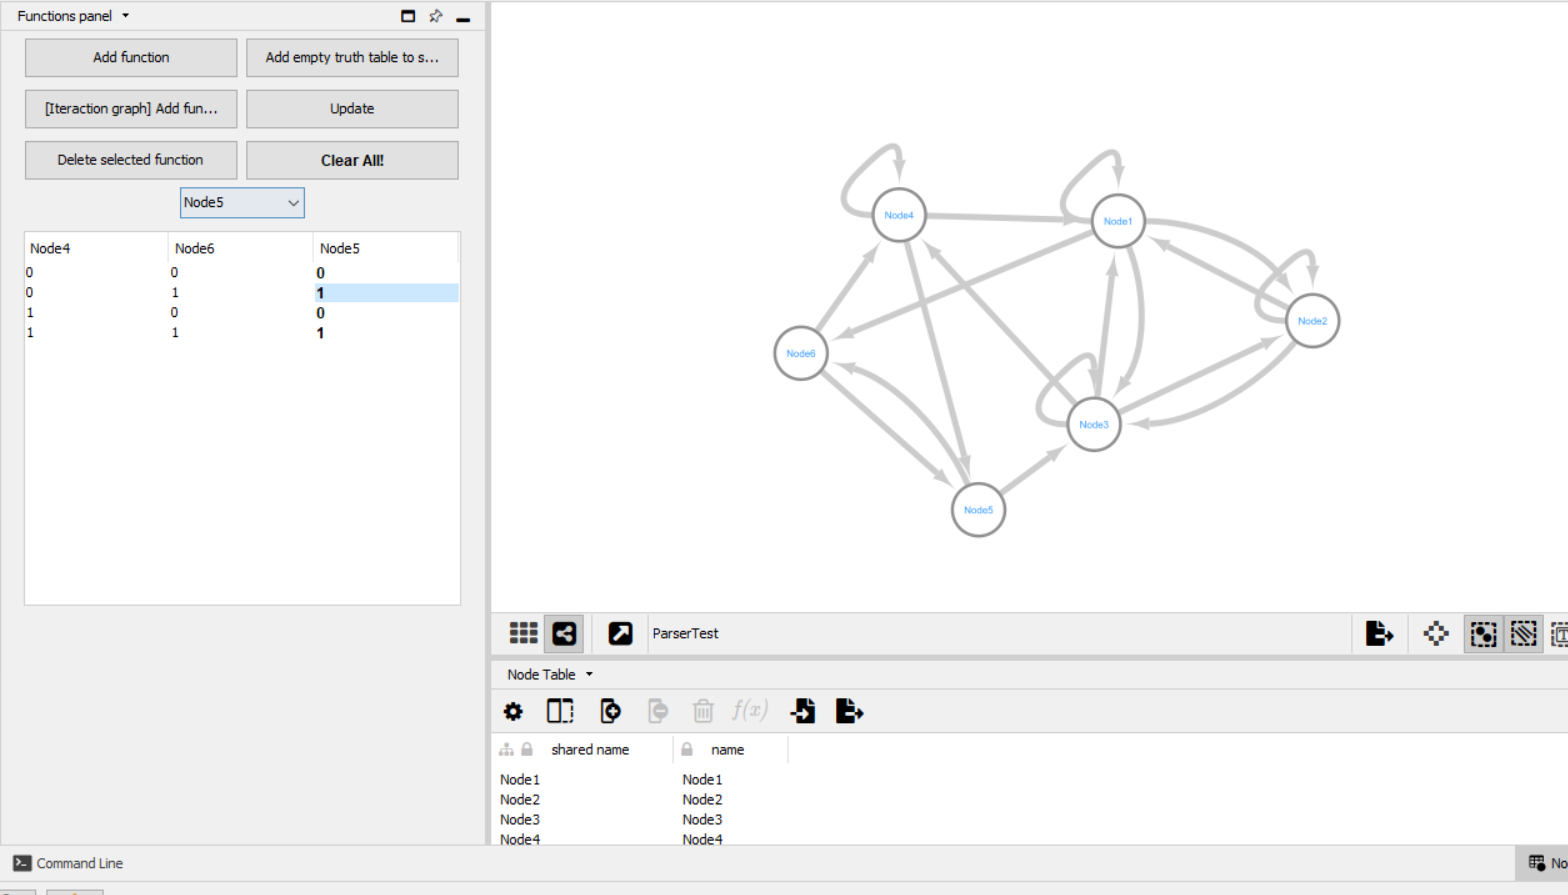 Functions panel
Add function
Add empty truth table to s...
[Iteraction graph] Add fun...
Update
Delete selected function
Clear All!
Node5
Node4 Node6 Node5
0 0 0
0 1 1
1 0 0
1 1 1
Node4
Node1
Node2
Node6
Node3
Node5
ParserTest
Node Table
f(x)
shared name name
Node1 Node1
Node2 Node2
Node3 Node3
Node4 Node4
Command Line
No